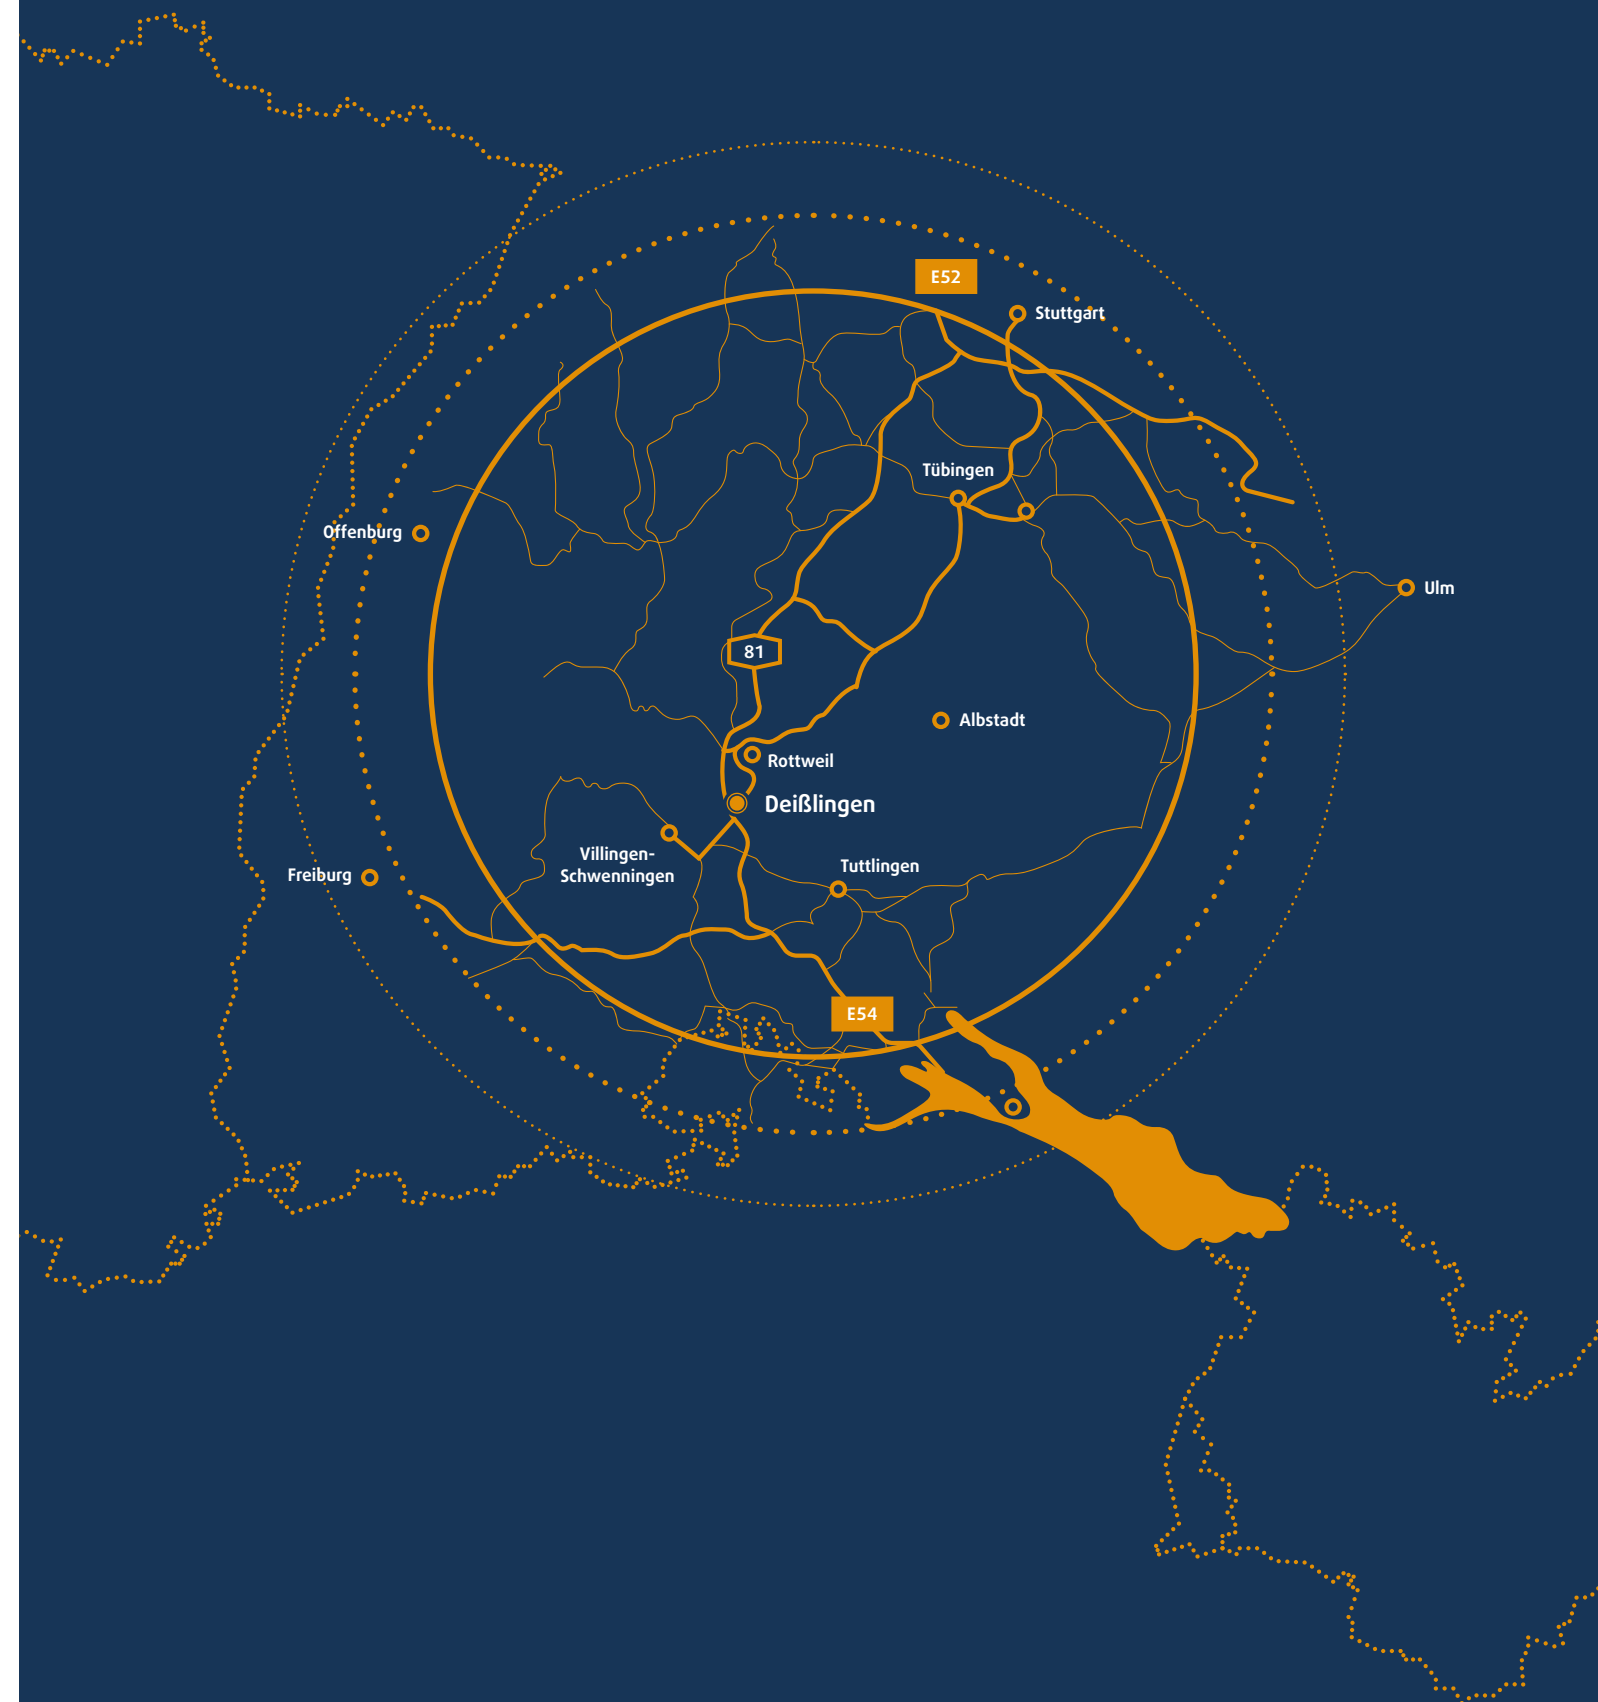 E52
Stuttgart
Tübingen
Offenburg
Ulm
81
Albstadt
Rottweil
Deißlingen
Villingen-
Schwenningen
Tuttlingen
Freiburg
E54